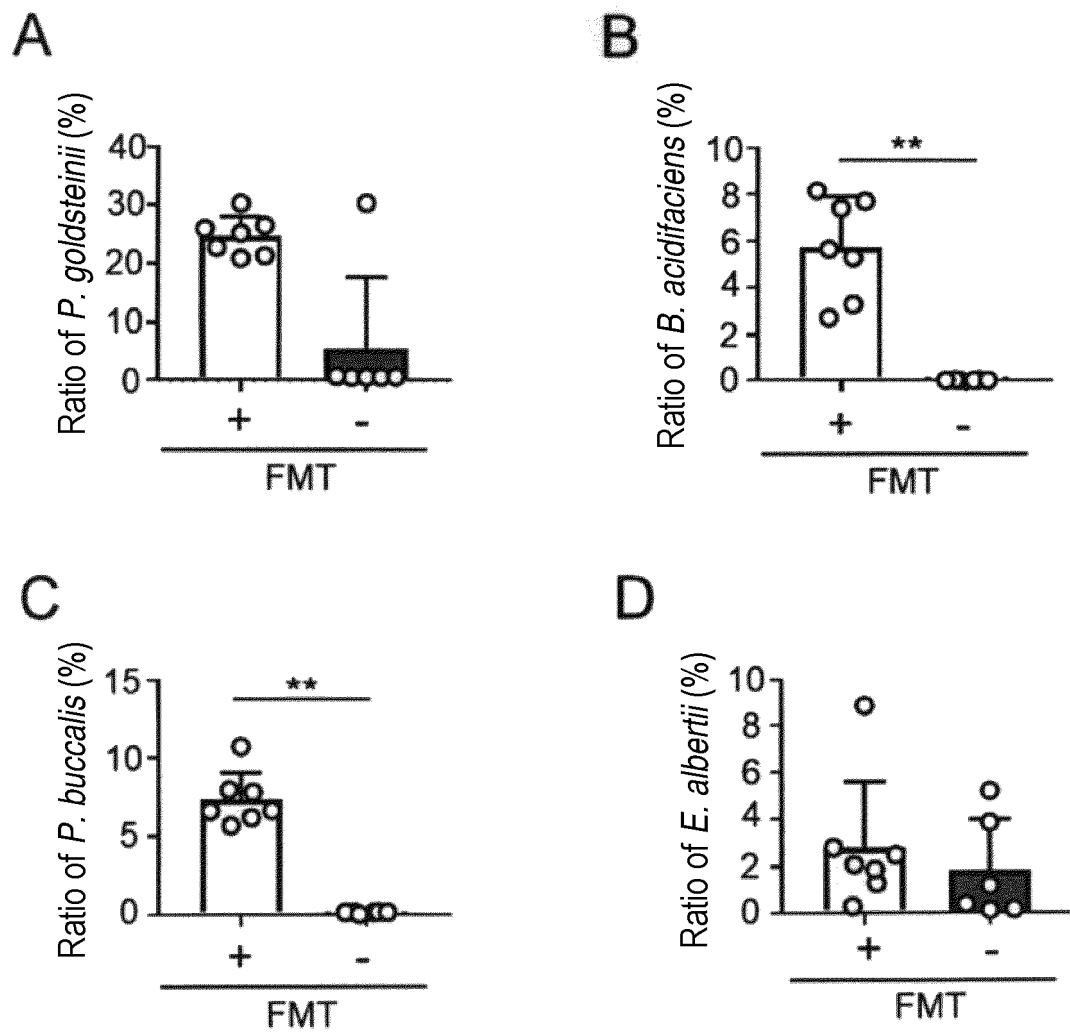 A
Ratio of P. goldsteinii (%)
40
30
20
10
0
+ -
FMT
B
Ratio of B. acidifaciens (%)
**
10
8
6
4
2
0
+ -
FMT
C
Ratio of P. buccalis (%)
**
15
10
5
0
+ -
FMT
D
Ratio of E. albertii (%)
10
8
6
4
2
0
+ -
FMT